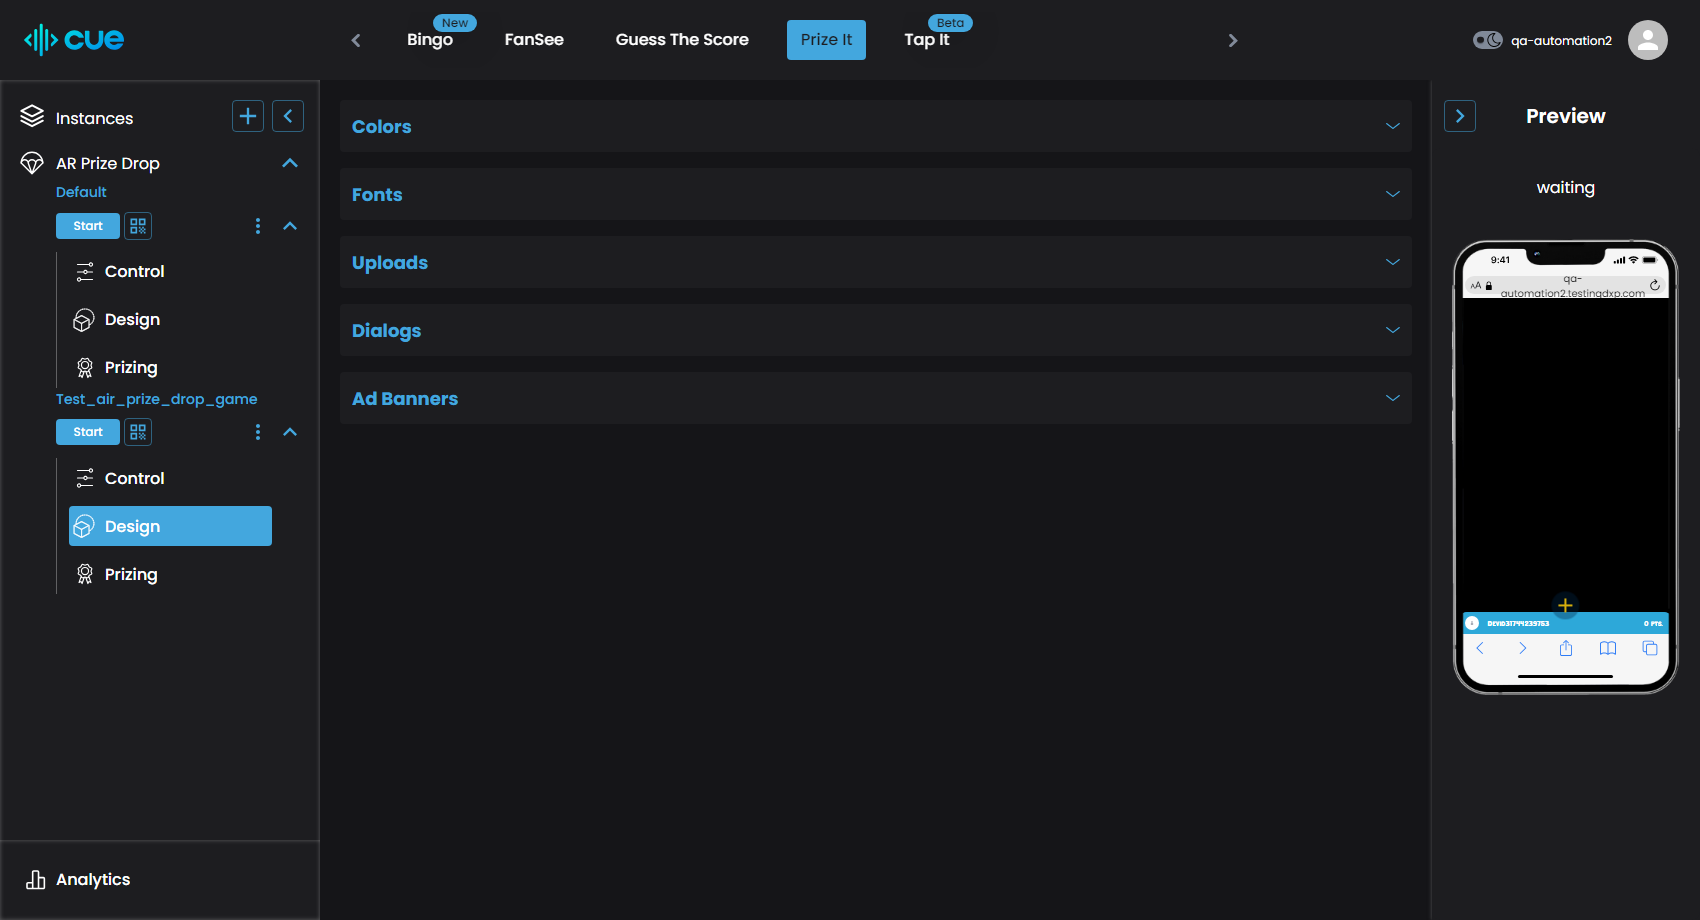 cue
New
Bingo
FanSee
Guess The Score
Prize It
Beta
Tap It
qa-automation2
Instances
AR Prize Drop
Default
Start
Control
Design
Prizing
Test_air_prize_drop_game
Start
Control
Design
Prizing
Analytics
Colors
Fonts
Uploads
Dialogs
Ad Banners
Preview
waiting
9:41
AA
qa-
automation2.testingdxp.com
0 PTS.